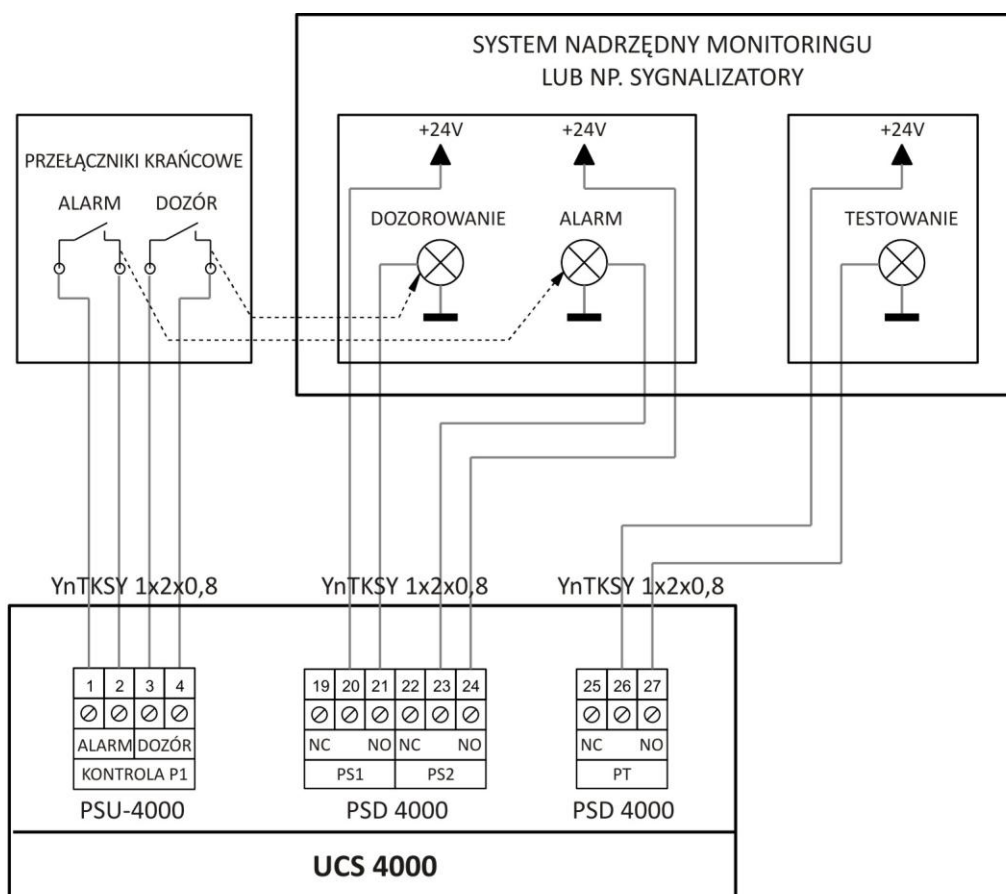 SYSTEM NADRZĘDNY MONITORINGU
LUB NP. SYGNALIZATORY
PRZEŁĄCZNIKI KRAŃCOWE
ALARM DOZÓR
+24V +24V
DOZOROWANIE ALARM
+24V
TESTOWANIE
YnTKSY 1x2x0,8 YnTKSY 1x2x0,8 YnTKSY 1x2x0,8
1 2 3 4
ALARM DOZÓR
KONTROLA P1
PSU-4000
19 20 21 22 23 24
NC NO NC NO
PS1 PS2
PSD 4000
25 26 27
NC NO
PT
PSD 4000
UCS 4000